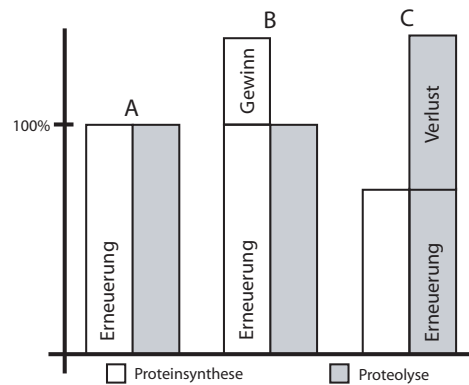 A
B
C
100%
Erneuerung
Erneuerung
Gewinn
Erneuerung
Verlust
Proteinsynthese
Proteolyse